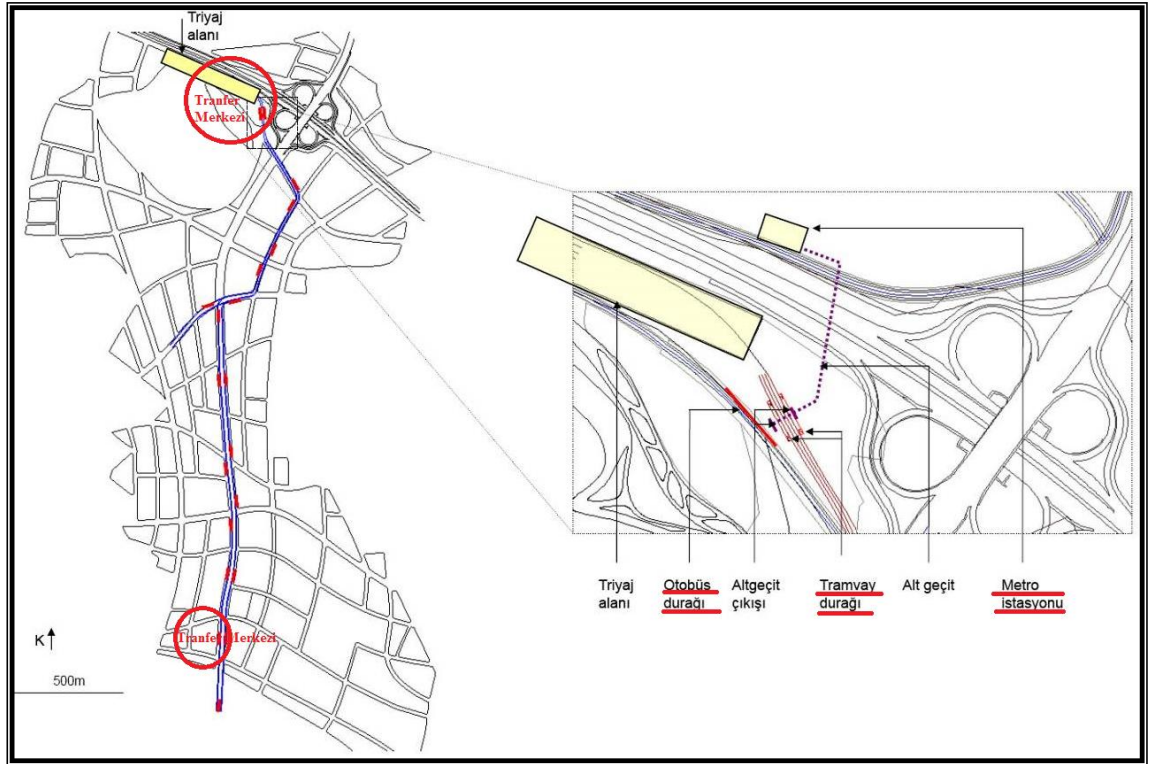 Triyaj
alanı
Tranfer
Merkezi
Tranfer Merkezi
K
500m
Triyaj
alanı
Otobüs
durağı
Altgeçit
çıkışı
Tramvay
durağı
Alt geçit
Metro
istasyonu